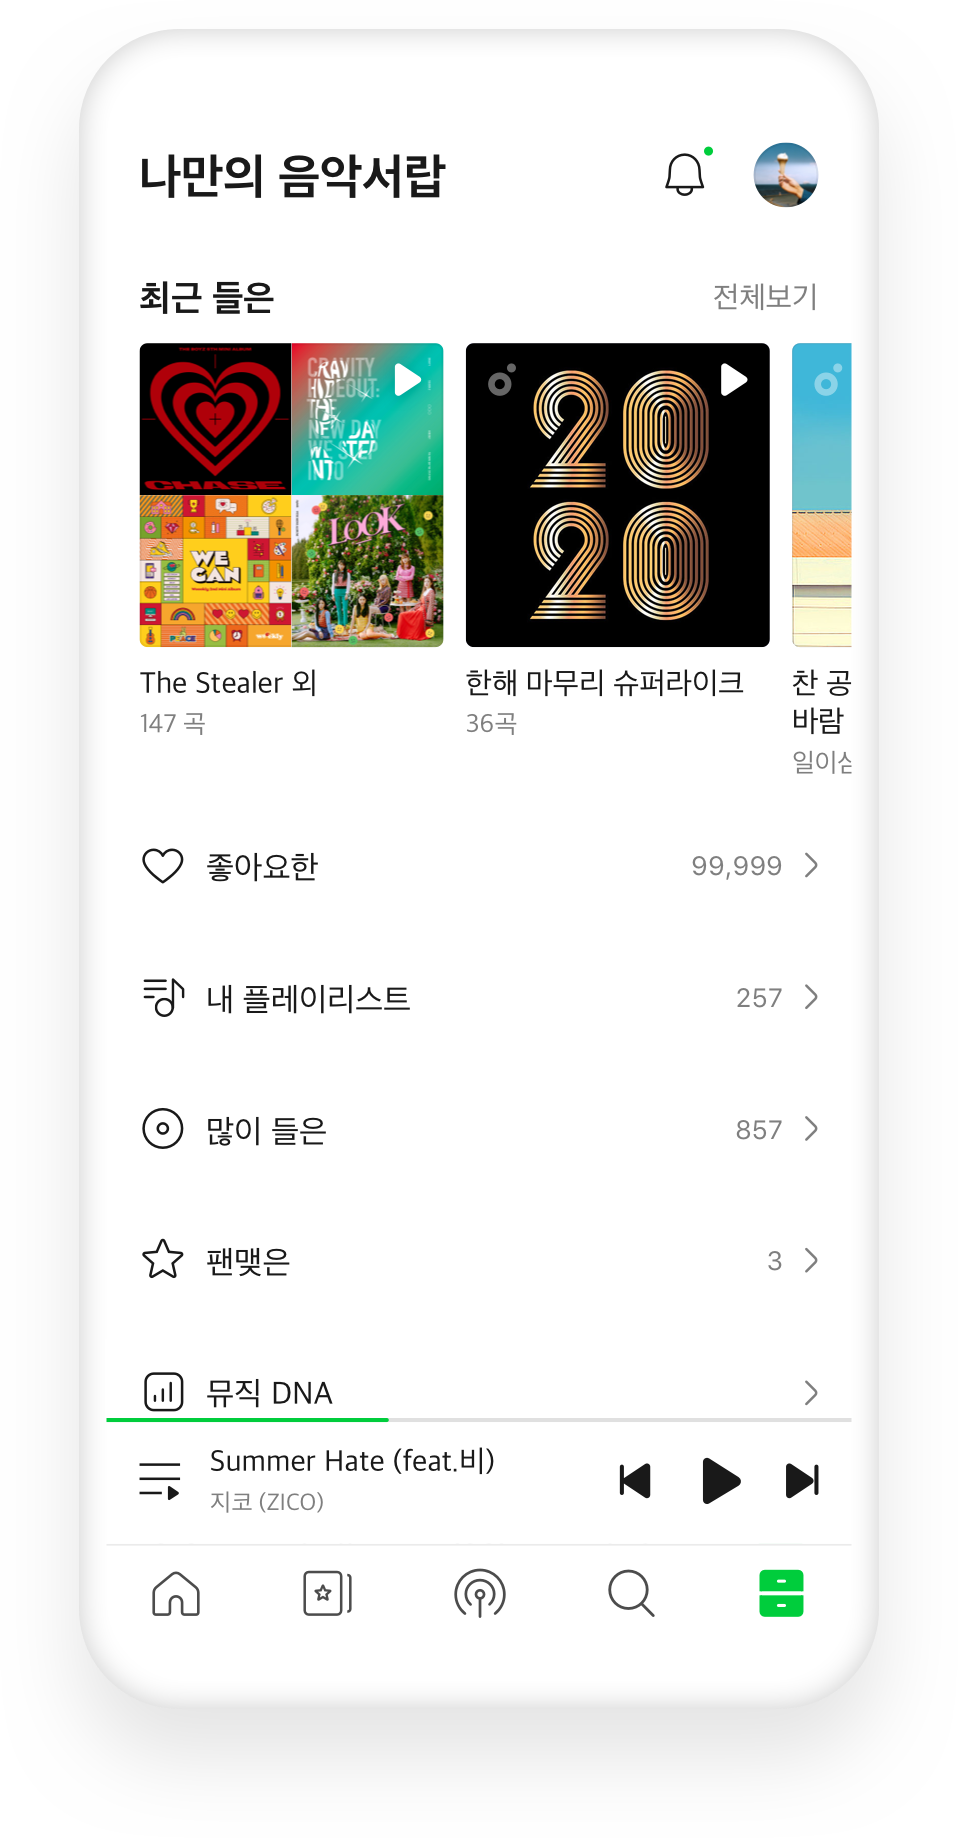 나만의 음악서랍
최근 들은
전체보기
CHASE
CRAVITY
HIDEOUT:
THE
NEW DAY
WE STEP
INTO
WE
CAN
LOOK
20
20
The Stealer 외
147 곡
한해 마무리 슈퍼라이크
36곡
찬 공
바람
일이삼
좋아요한
99,999
내 플레이리스트
257
많이 들은
857
팬맺은
3
뮤직 DNA
Summer Hate (feat.비)
지코 (ZICO)